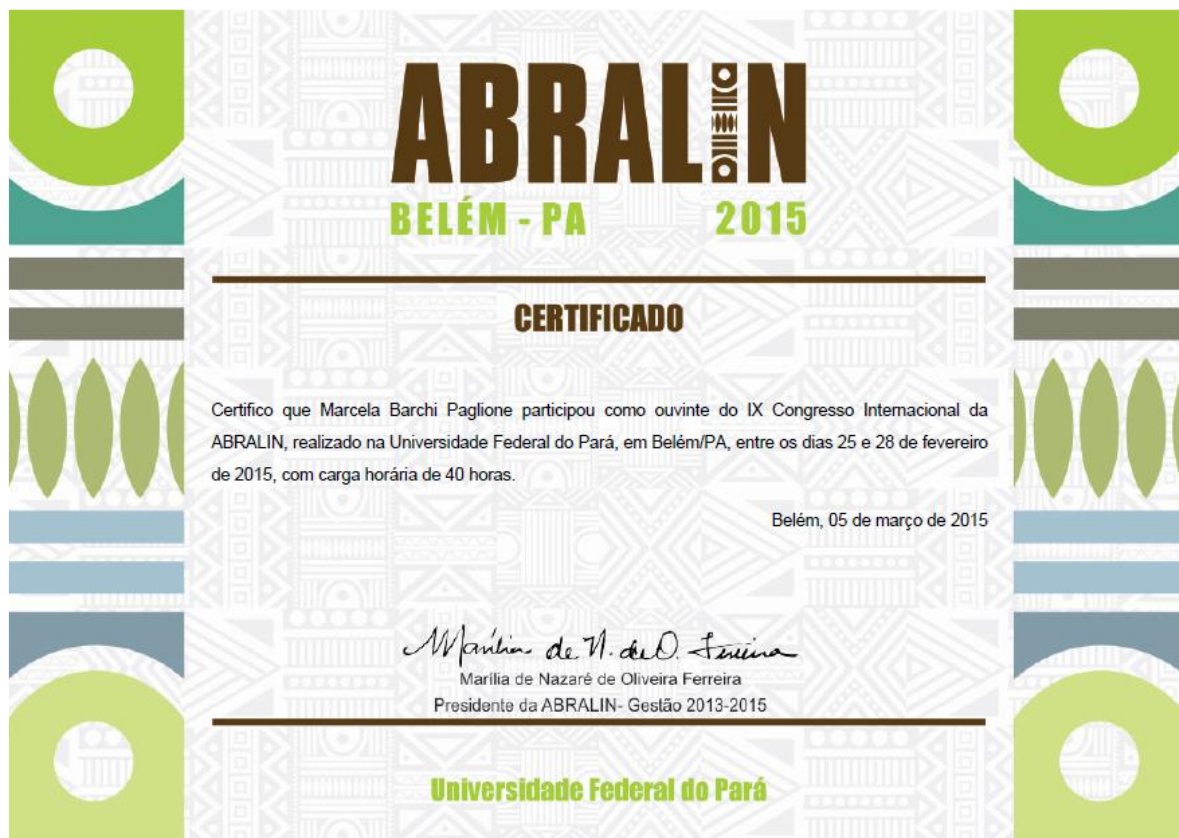 ABRALIN
BELÉM - PA 2015
CERTIFICADO
Certifico que Marcela Barchi Paglione participou como ouvinte do IX Congresso Internacional da
ABRALIN, realizado na Universidade Federal do Pará, em Belém/PA, entre os dias 25 e 28 de fevereiro
de 2015, com carga horária de 40 horas.
Belém, 05 de março de 2015
Marília de N. de O. Ferreira
Marília de Nazaré de Oliveira Ferreira
Presidente da ABRALIN- Gestão 2013-2015
Universidade Federal do Pará